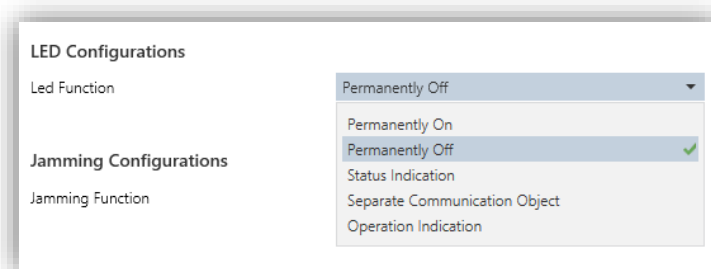 LED Configurations
Led Function
Permanently Off
Permanently On
Permanently Off
Status Indication
Jamming Configurations
Jamming Function
Separate Communication Object
Operation Indication